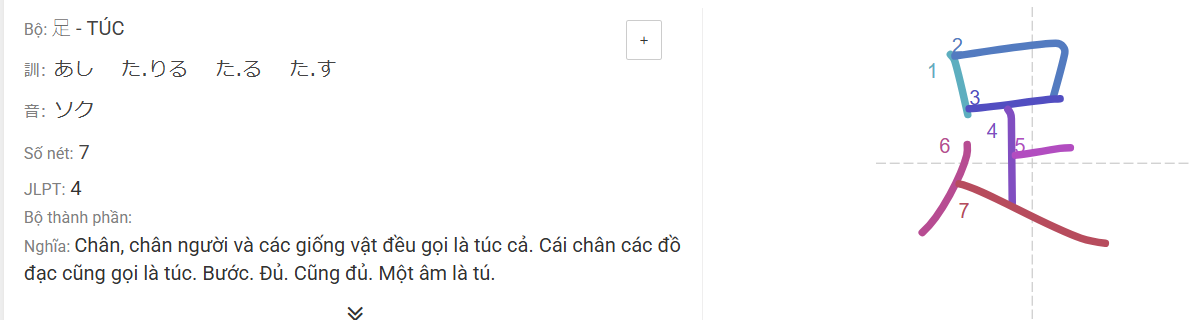 Bộ: 足 - TÚC
+
訓: あし た.りる た.る た.す
音: ソク
Số nét: 7
JLPT: 4
Bộ thành phần:
Nghĩa: Chân, chân người và các giống vật đều gọi là túc cả. Cái chân các đồ
đạc cũng gọi là túc. Bước. Đủ. Cũng đủ. Một âm là tú.
足
1
2
3
4
5
6
7